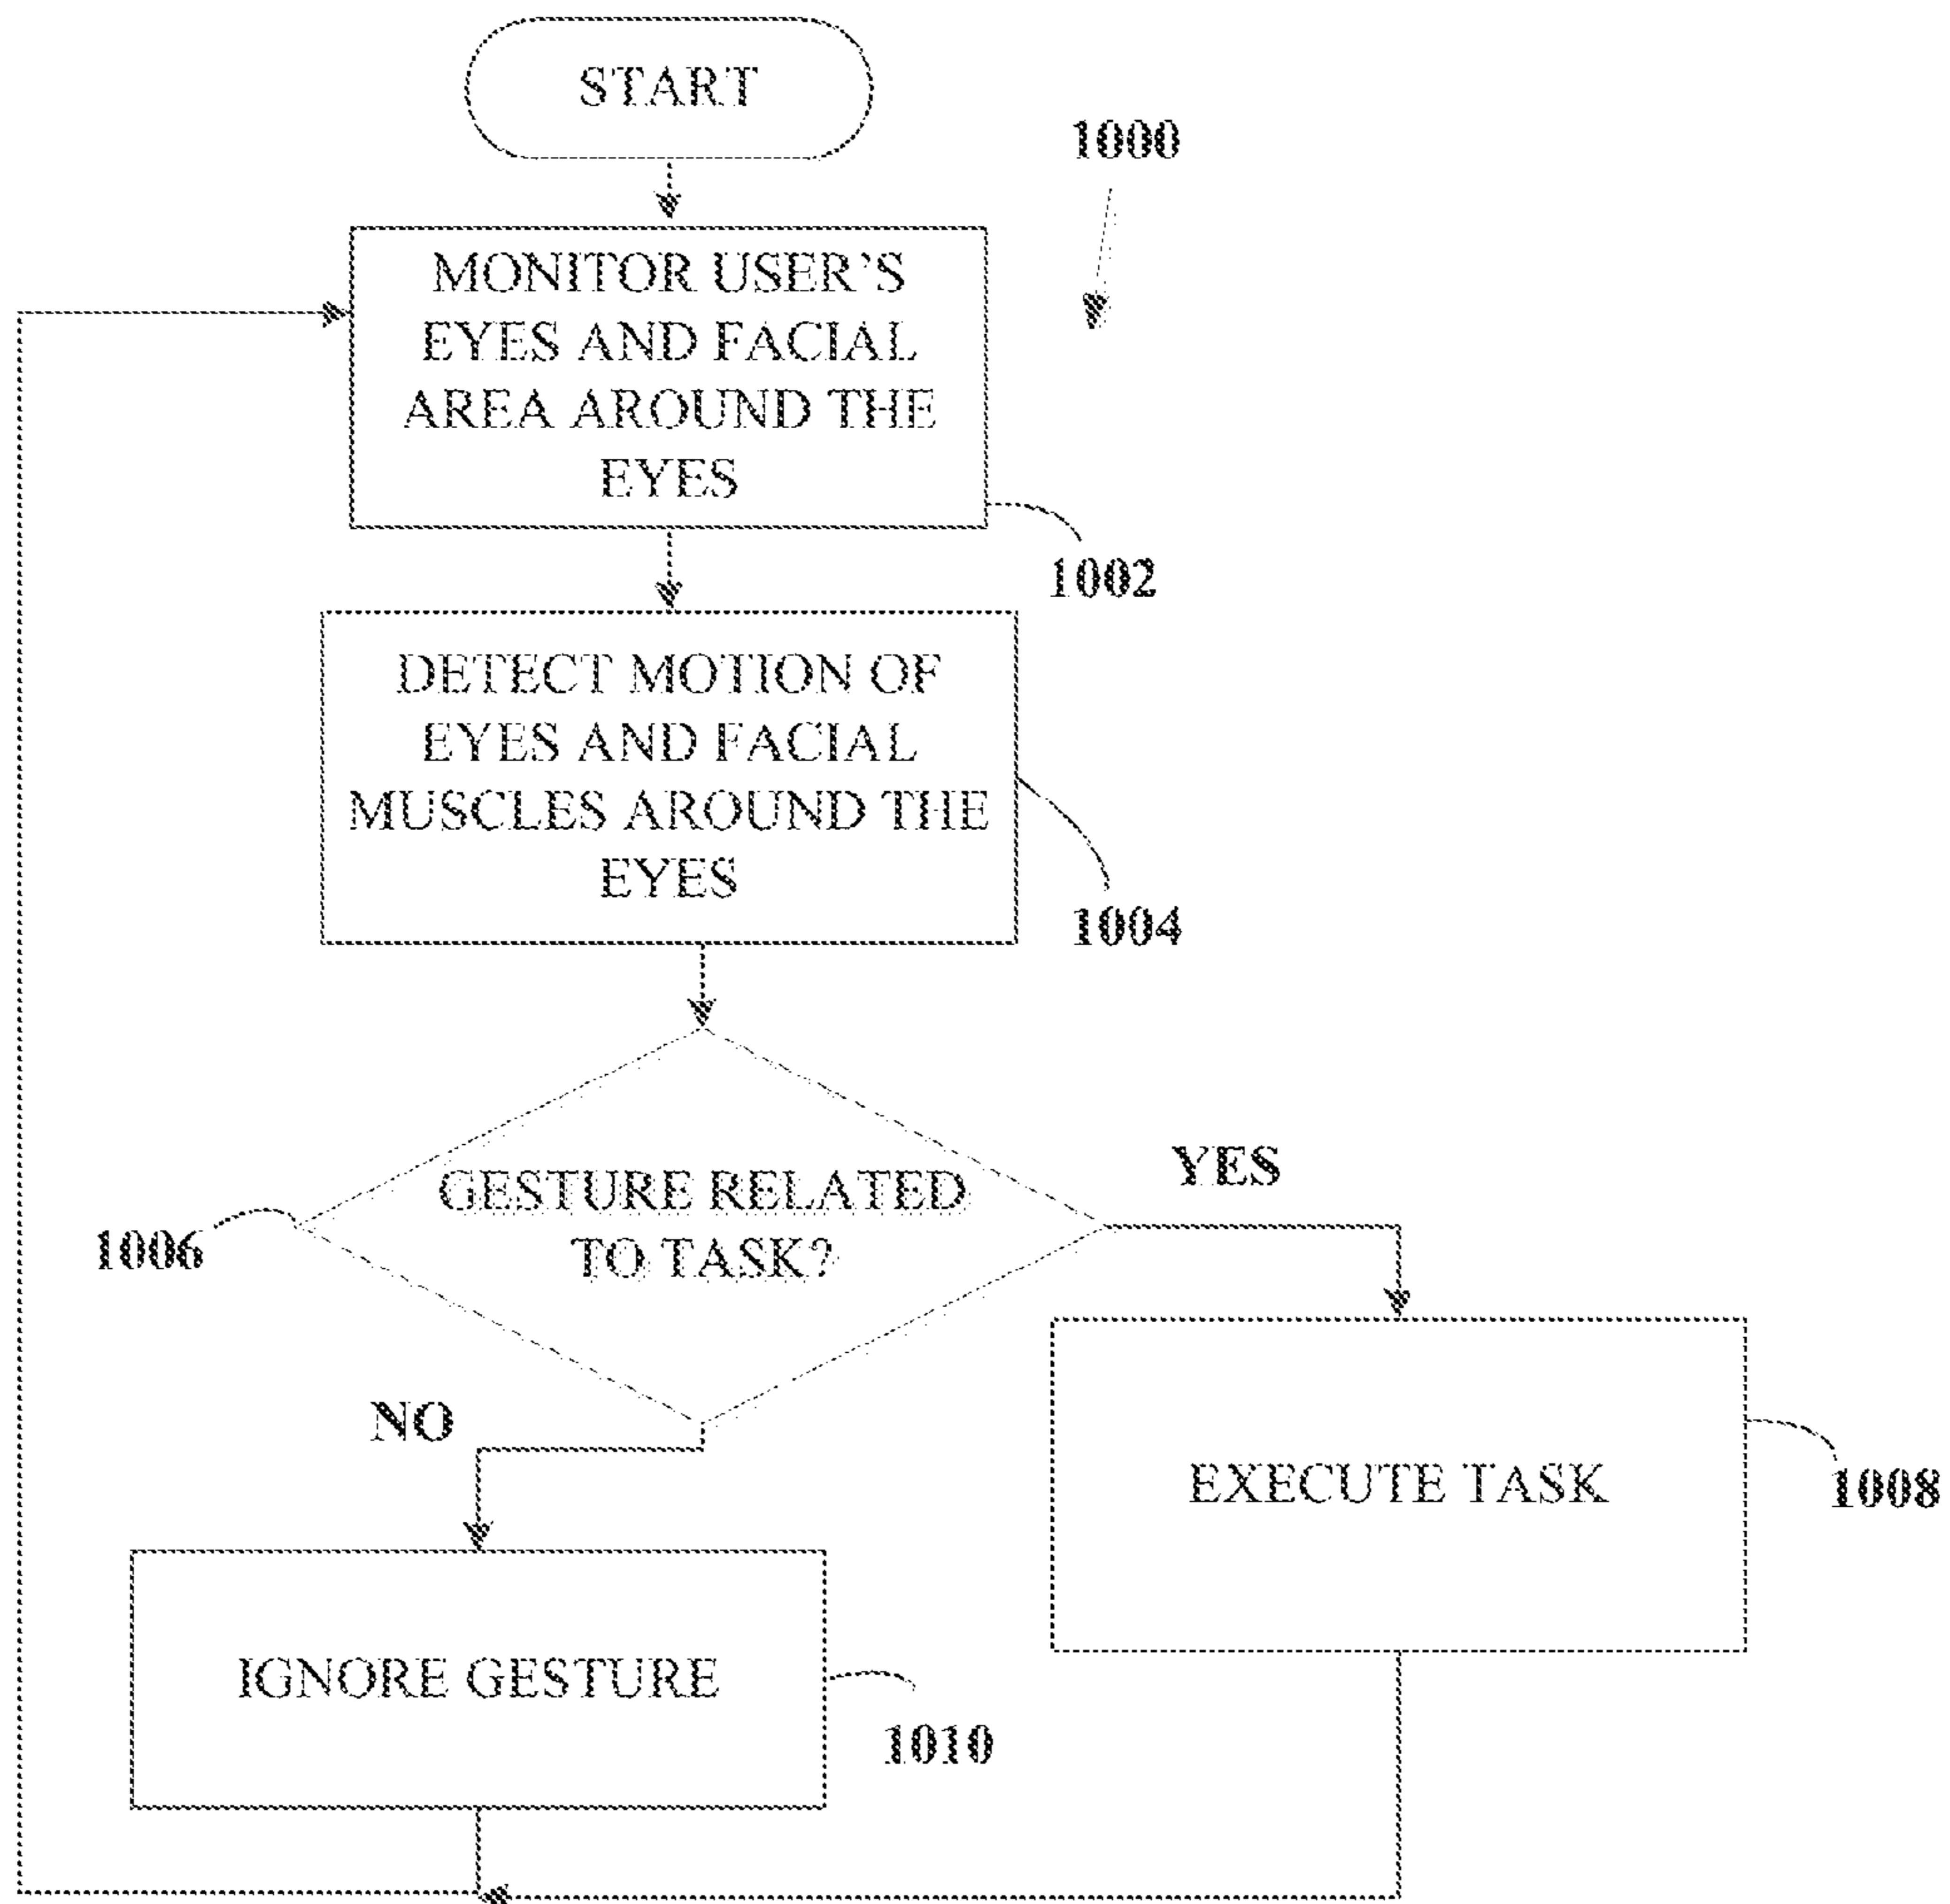 START
1000
MONITOR USER’S
EYES AND FACIAL
AREA AROUND THE
EYES
1002
DETECT MOTION OF
EYES AND FACIAL
MUSCLES AROUND THE
EYES
1004
GESTURE RELATED
TO TASK?
YES
1006
NO
EXECUTE TASK
1008
IGNORE GESTURE
1010